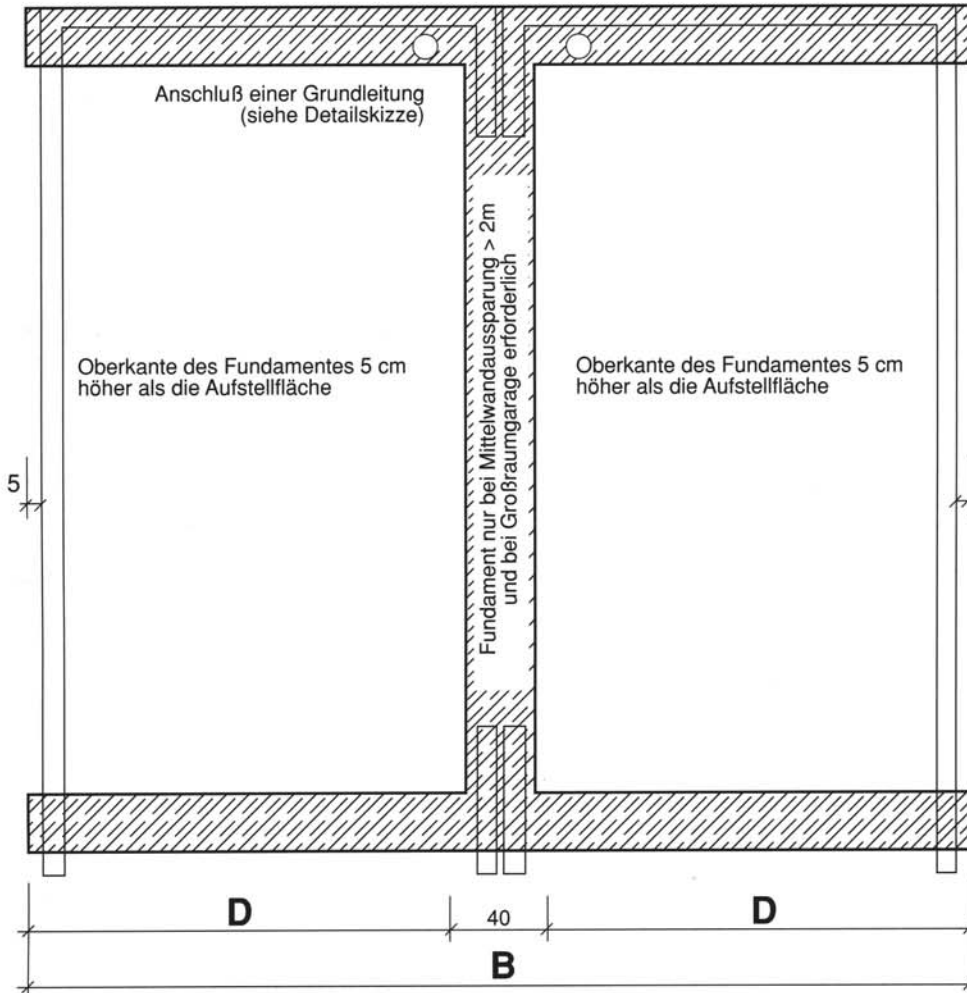 Anschluß einer Grundleitung
(siehe Detailskizze)
Fundament nur bei Mittelwandaussparung > 2m
und bei Großraumgarage erforderlich
Oberkante des Fundamentes 5 cm
höher als die Aufstellfläche
Oberkante des Fundamentes 5 cm
höher als die Aufstellfläche
5
D
40
D
B